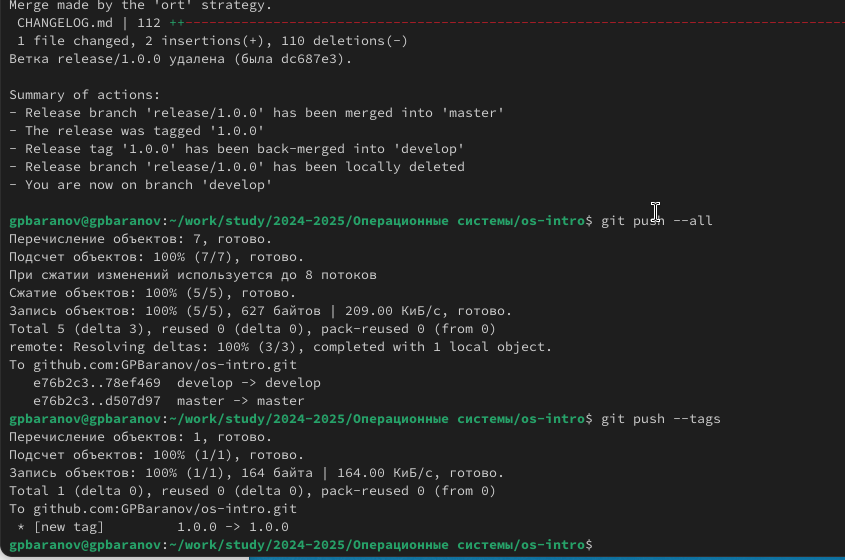 Merge made by the 'ort' strategy.
 CHANGELOG.md | 112 ++----------------------------------------------------------------------------------
 1 file changed, 2 insertions(+), 110 deletions(-)
Ветка release/1.0.0 удалена (была dc687e3).

Summary of actions:
- Release branch 'release/1.0.0' has been merged into 'master'
- The release was tagged '1.0.0'
- Release tag '1.0.0' has been back-merged into 'develop'
- Release branch 'release/1.0.0' has been locally deleted
- You are now on branch 'develop'

gpbaranov@gpbaranov:~/work/study/2024-2025/Операционные системы/os-intro$ git push --all
Перечисление объектов: 7, готово.
Подсчет объектов: 100% (7/7), готово.
При сжатии изменений используется до 8 потоков
Сжатие объектов: 100% (5/5), готово.
Запись объектов: 100% (5/5), 627 байтов | 209.00 КиБ/с, готово.
Total 5 (delta 3), reused 0 (delta 0), pack-reused 0 (from 0)
remote: Resolving deltas: 100% (3/3), completed with 1 local object.
To github.com:GPBaranov/os-intro.git
   e76b2c3..78ef469  develop -> develop
   e76b2c3..d507d97  master -> master
gpbaranov@gpbaranov:~/work/study/2024-2025/Операционные системы/os-intro$ git push --tags
Перечисление объектов: 1, готово.
Подсчет объектов: 100% (1/1), готово.
Запись объектов: 100% (1/1), 164 байта | 164.00 КиБ/с, готово.
Total 1 (delta 0), reused 0 (delta 0), pack-reused 0 (from 0)
To github.com:GPBaranov/os-intro.git
 * [new tag]         1.0.0 -> 1.0.0
gpbaranov@gpbaranov:~/work/study/2024-2025/Операционные системы/os-intro$